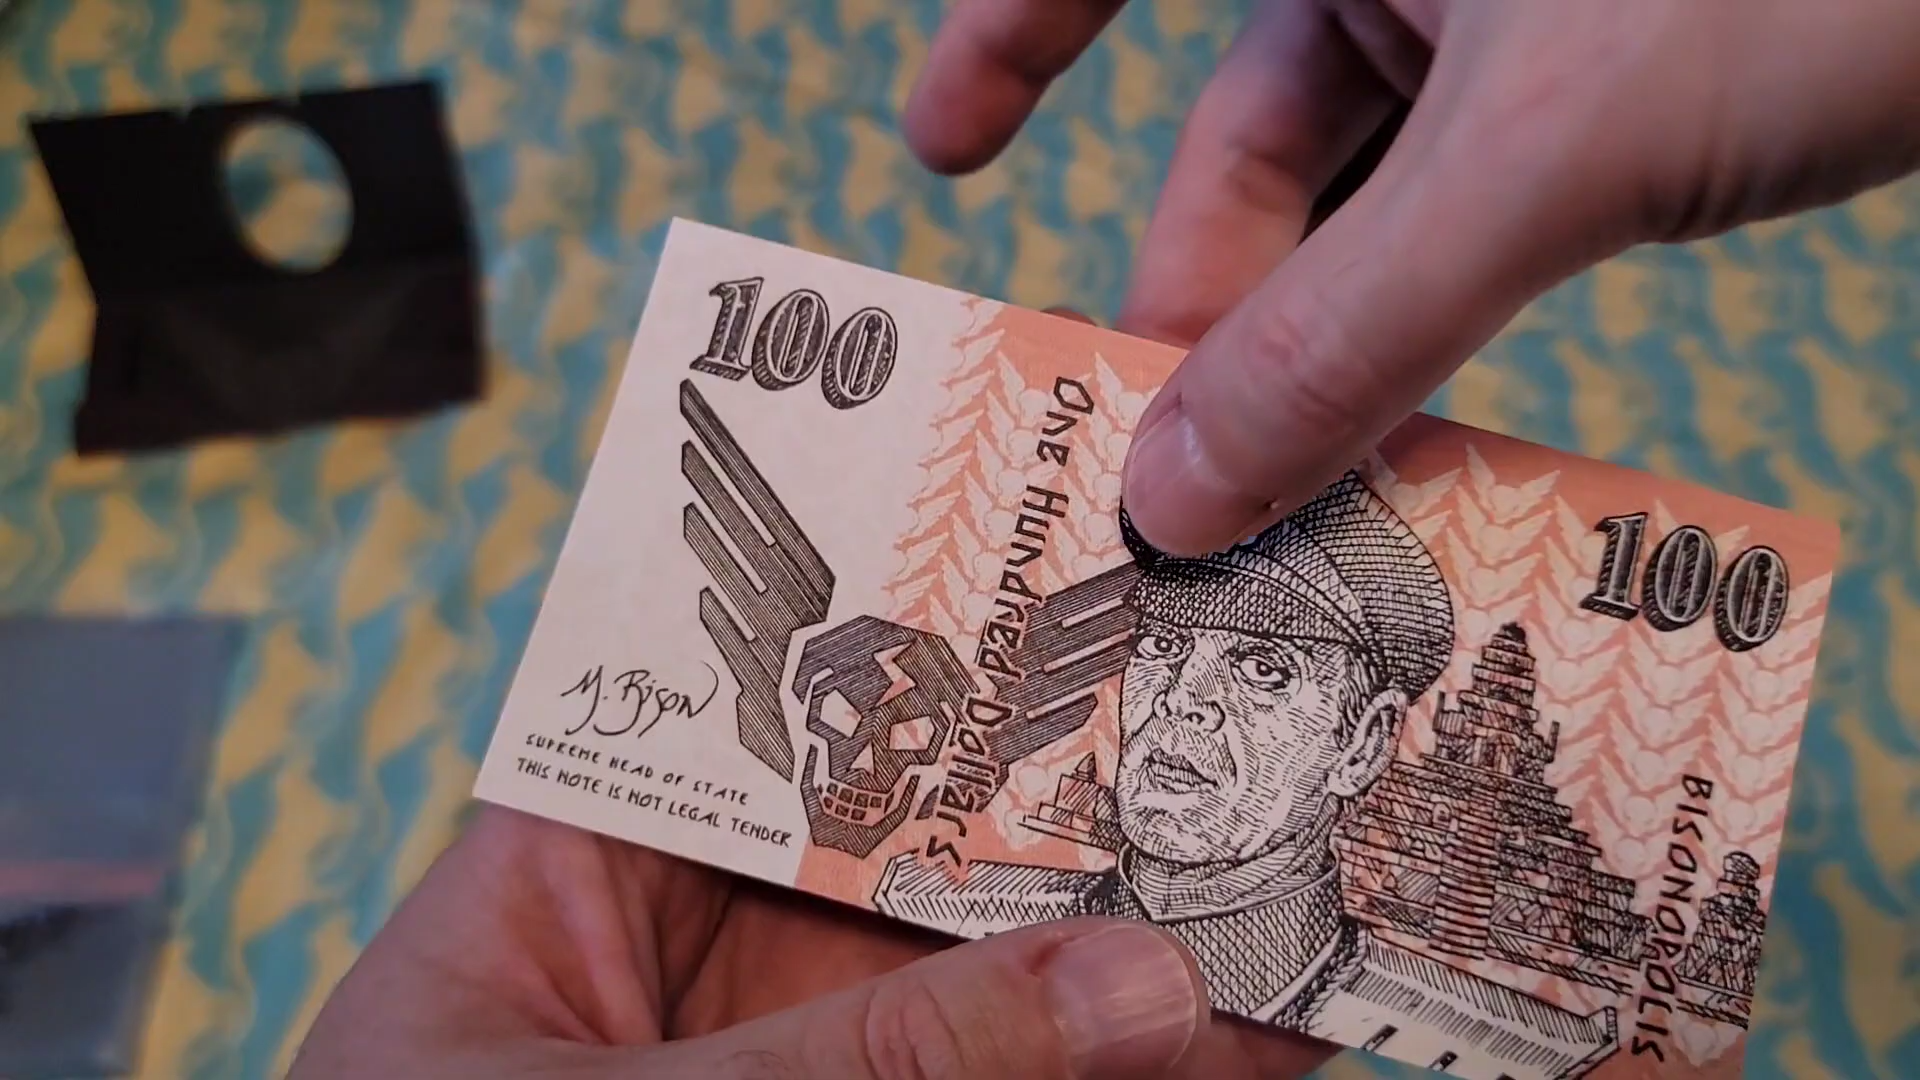 100
One Hundred Dollars
100
M. Bison
SUPREME HEAD OF STATE
THIS NOTE IS NOT LEGAL TENDER
BISONOPOLIS